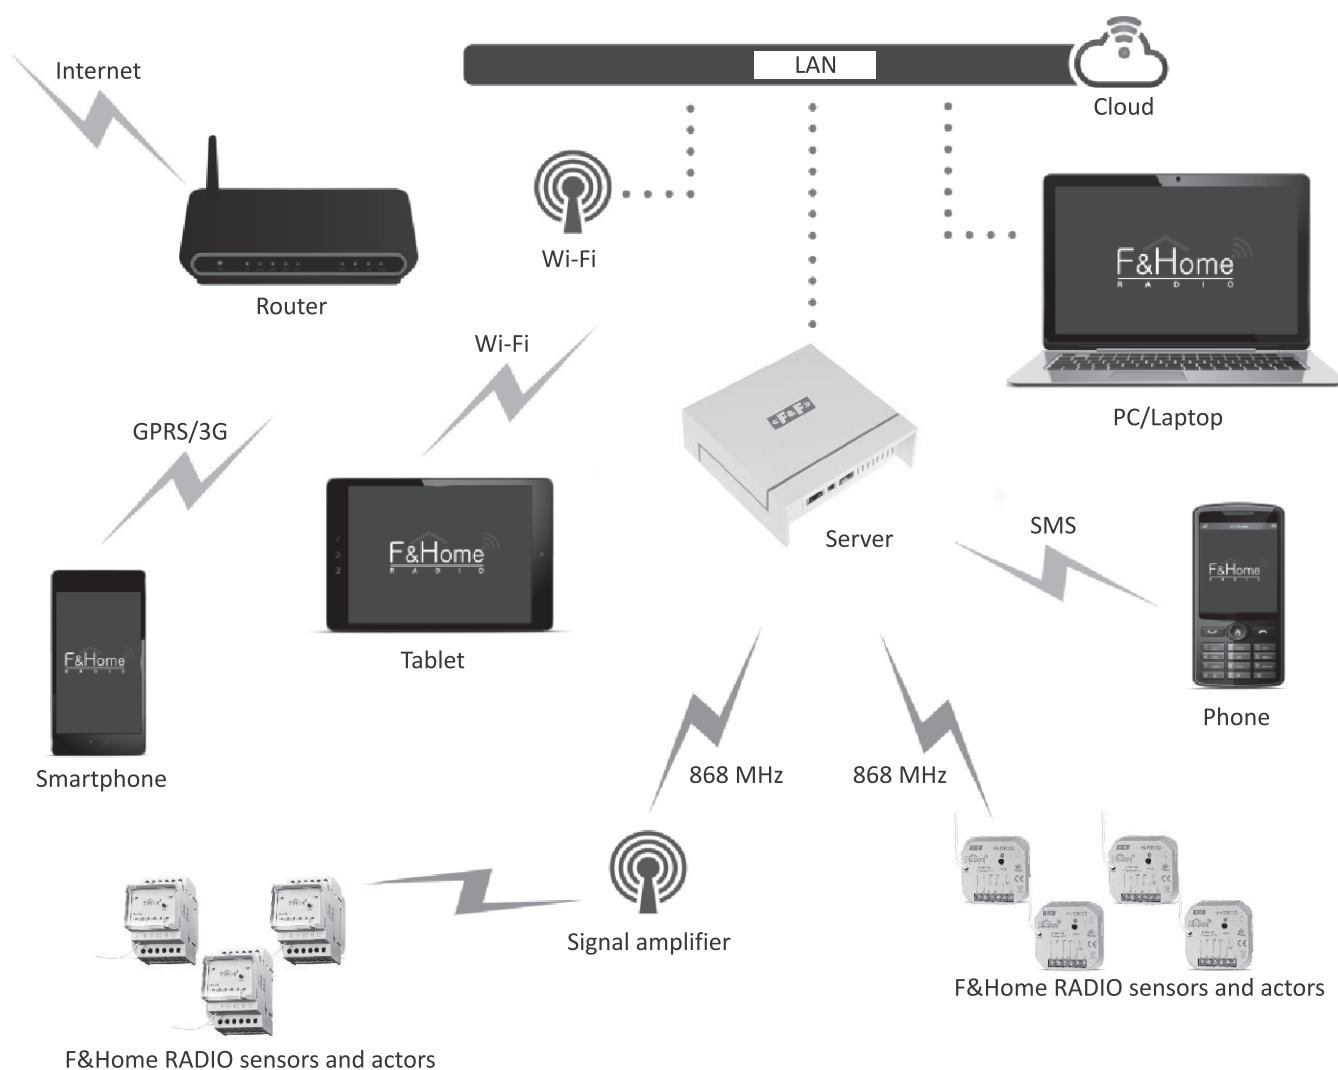 Internet
LAN
Cloud
Wi-Fi
Router
F&Home
RADIO
PC/Laptop
Wi-Fi
GPRS/3G
F&F
Server
SMS
F&Home
RADIO
Tablet
F&Home
RADIO
Phone
F&Home
RADIO
Smartphone
868 MHz
868 MHz
Signal amplifier
F&Home RADIO sensors and actors
F&Home RADIO sensors and actors